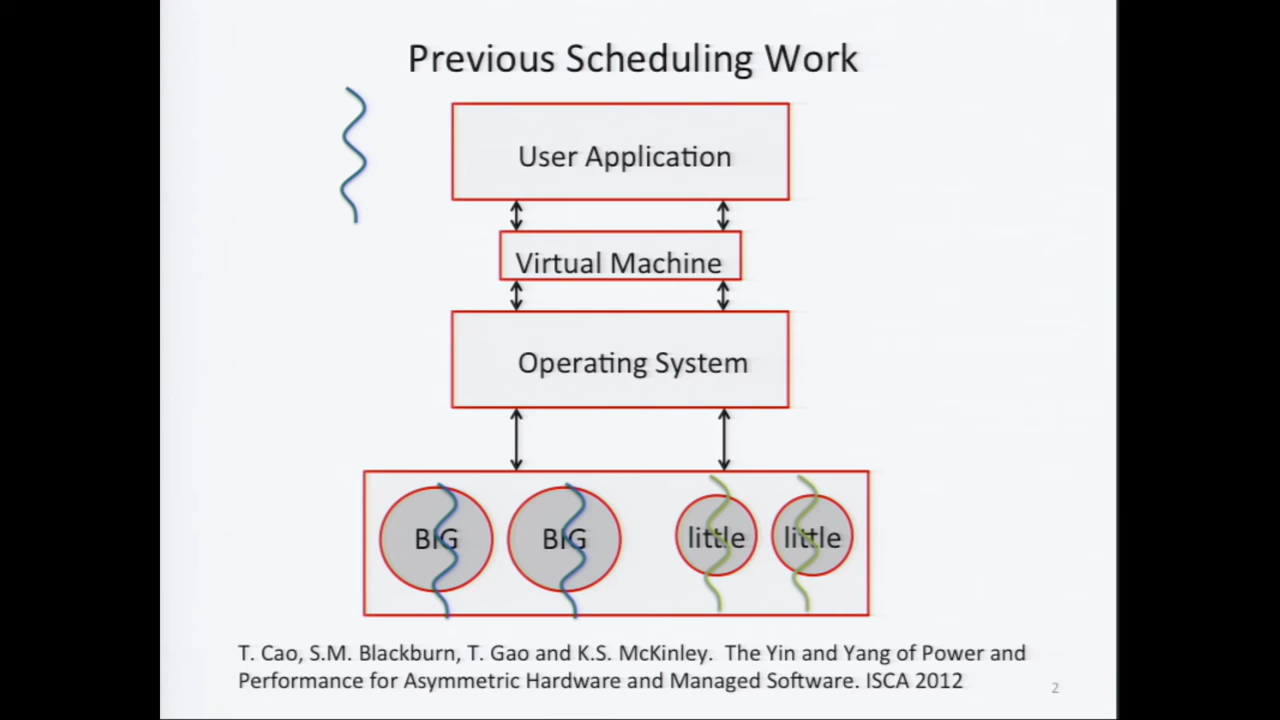 Previous Scheduling Work
User Application
Virtual Machine
Operating System
BIG BIG little little
T. Cao, S.M. Blackburn, T. Gao and K.S. McKinley. The Yin and Yang of Power and
Performance for Asymmetric Hardware and Managed Software. ISCA 2012
2